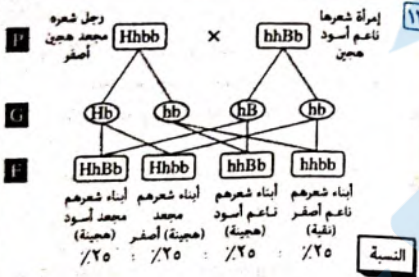 ١٢
رجل شعره مجعد هجين أصفر
إمرأة شعرها ناعم أسود هجين
P Hhbb × hhBb
G Hb hb hB hb
F HhBb Hhbb hhBb hhbb
أبناء شعرهم مجعد أسود (هجينة)
أبناء شعرهم مجعد (هجينة) أصفر
أبناء شعرهم ناعم أسود (هجينة)
أبناء شعرهم ناعم أصفر (نقية)
٢٥٪ : ٢٥٪ : ٢٥٪ : ٢٥٪
النسبة